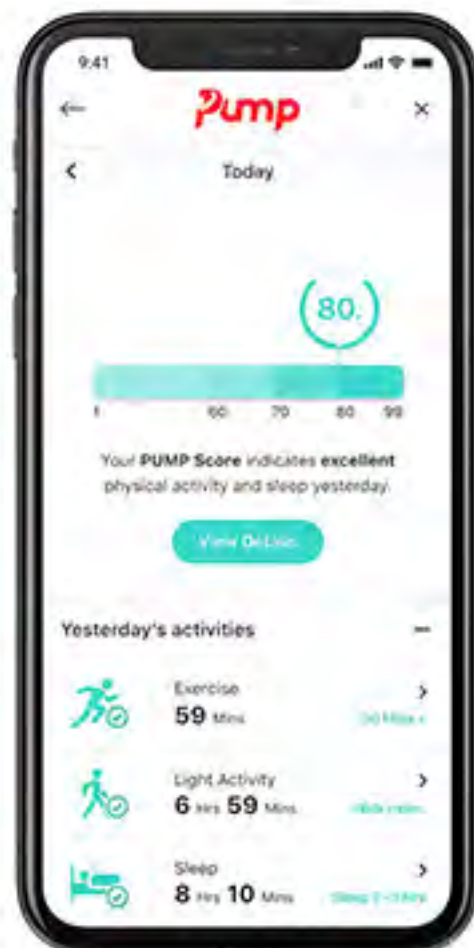 9:41
Pump
Today
80.
60 70 80 99
Your PUMP Score indicates excellent
physical activity and sleep yesterday.
View
Yesterday's activities
Exercise
59 Mins
Light Activity
6 Hrs 59 Mins
Sleep
8 Hrs 10 Mins